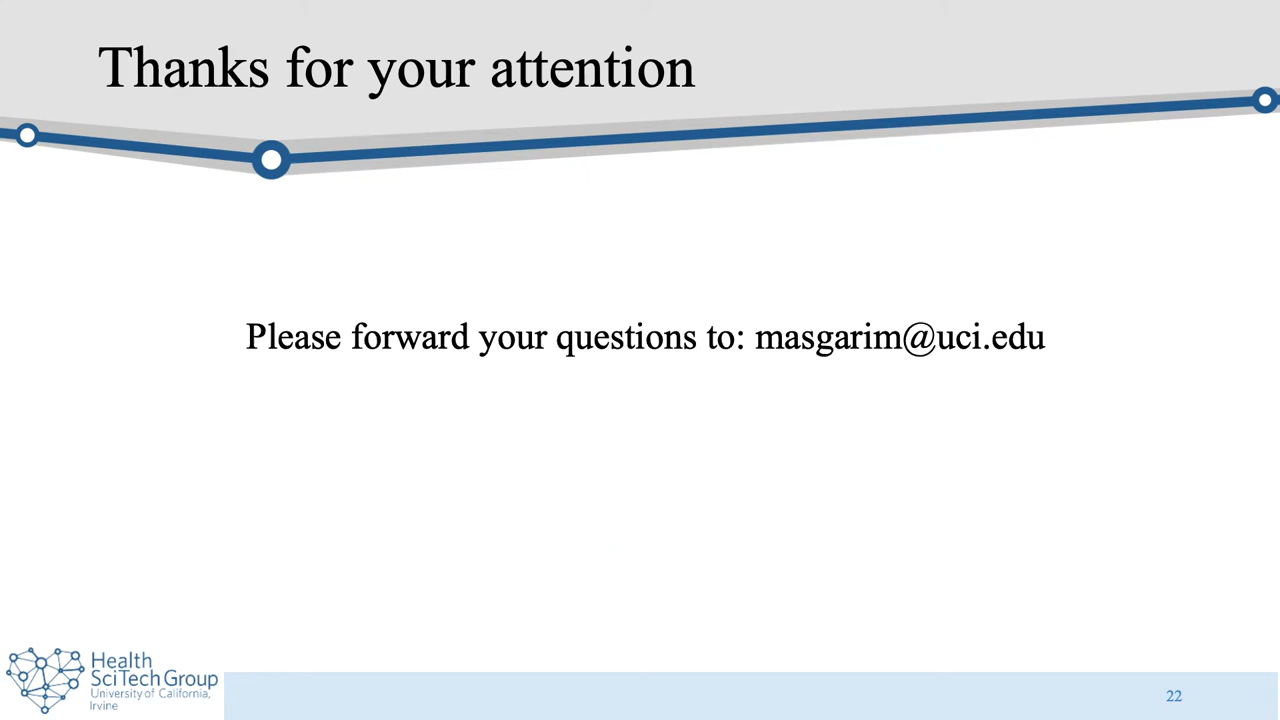 Thanks for your attention
Please forward your questions to: masgarim@uci.edu
Health
SciTech Group
University of California,
Irvine
22